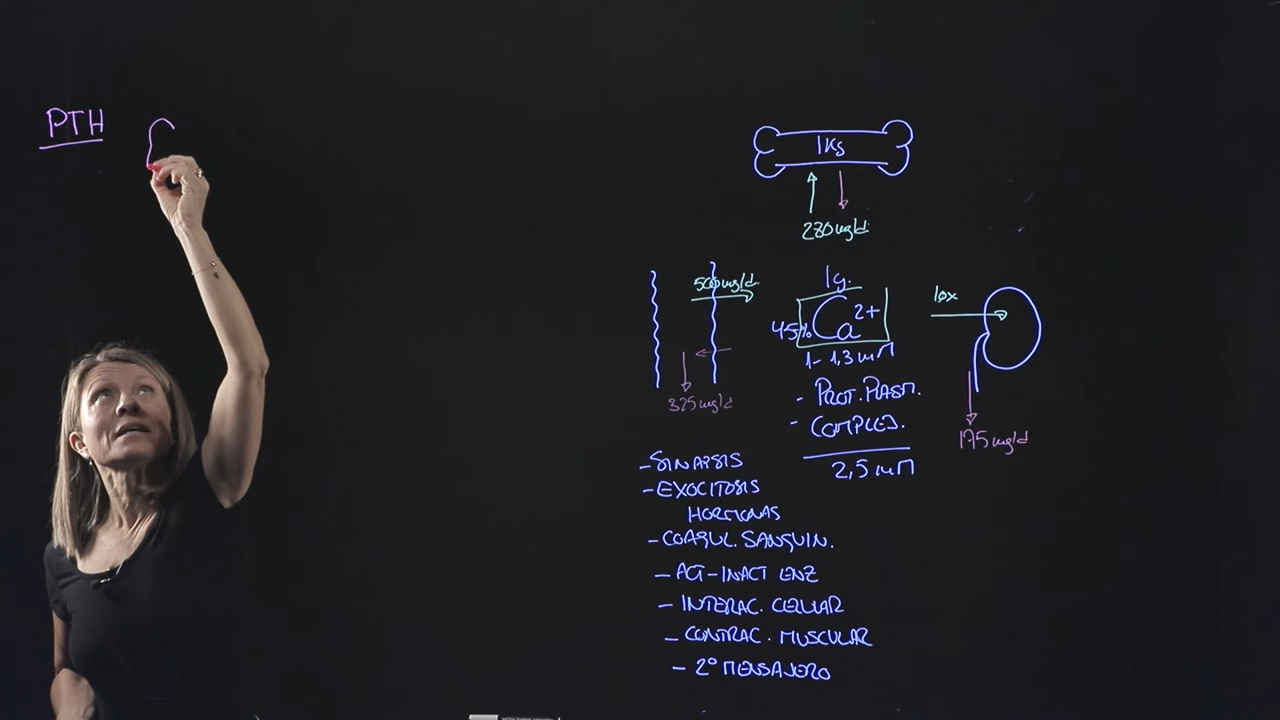 PTH
1Kg
280 mg/d
500 mg/d.
1g.
45% Ca2+
10x
1-1,3 mM
325 mg/d
- PROT. PLASM.
- COMPLEJ.
175 mg/d
2,5 mM
- SINAPSIS
- EXOCITOSIS
HORMONAS
- COAGUL. SANGUIN.
- ACT-INACT ENZ
- INTERAC. CELULAR
- CONTRAC. MUSCULAR
- 2º MENSAJERO